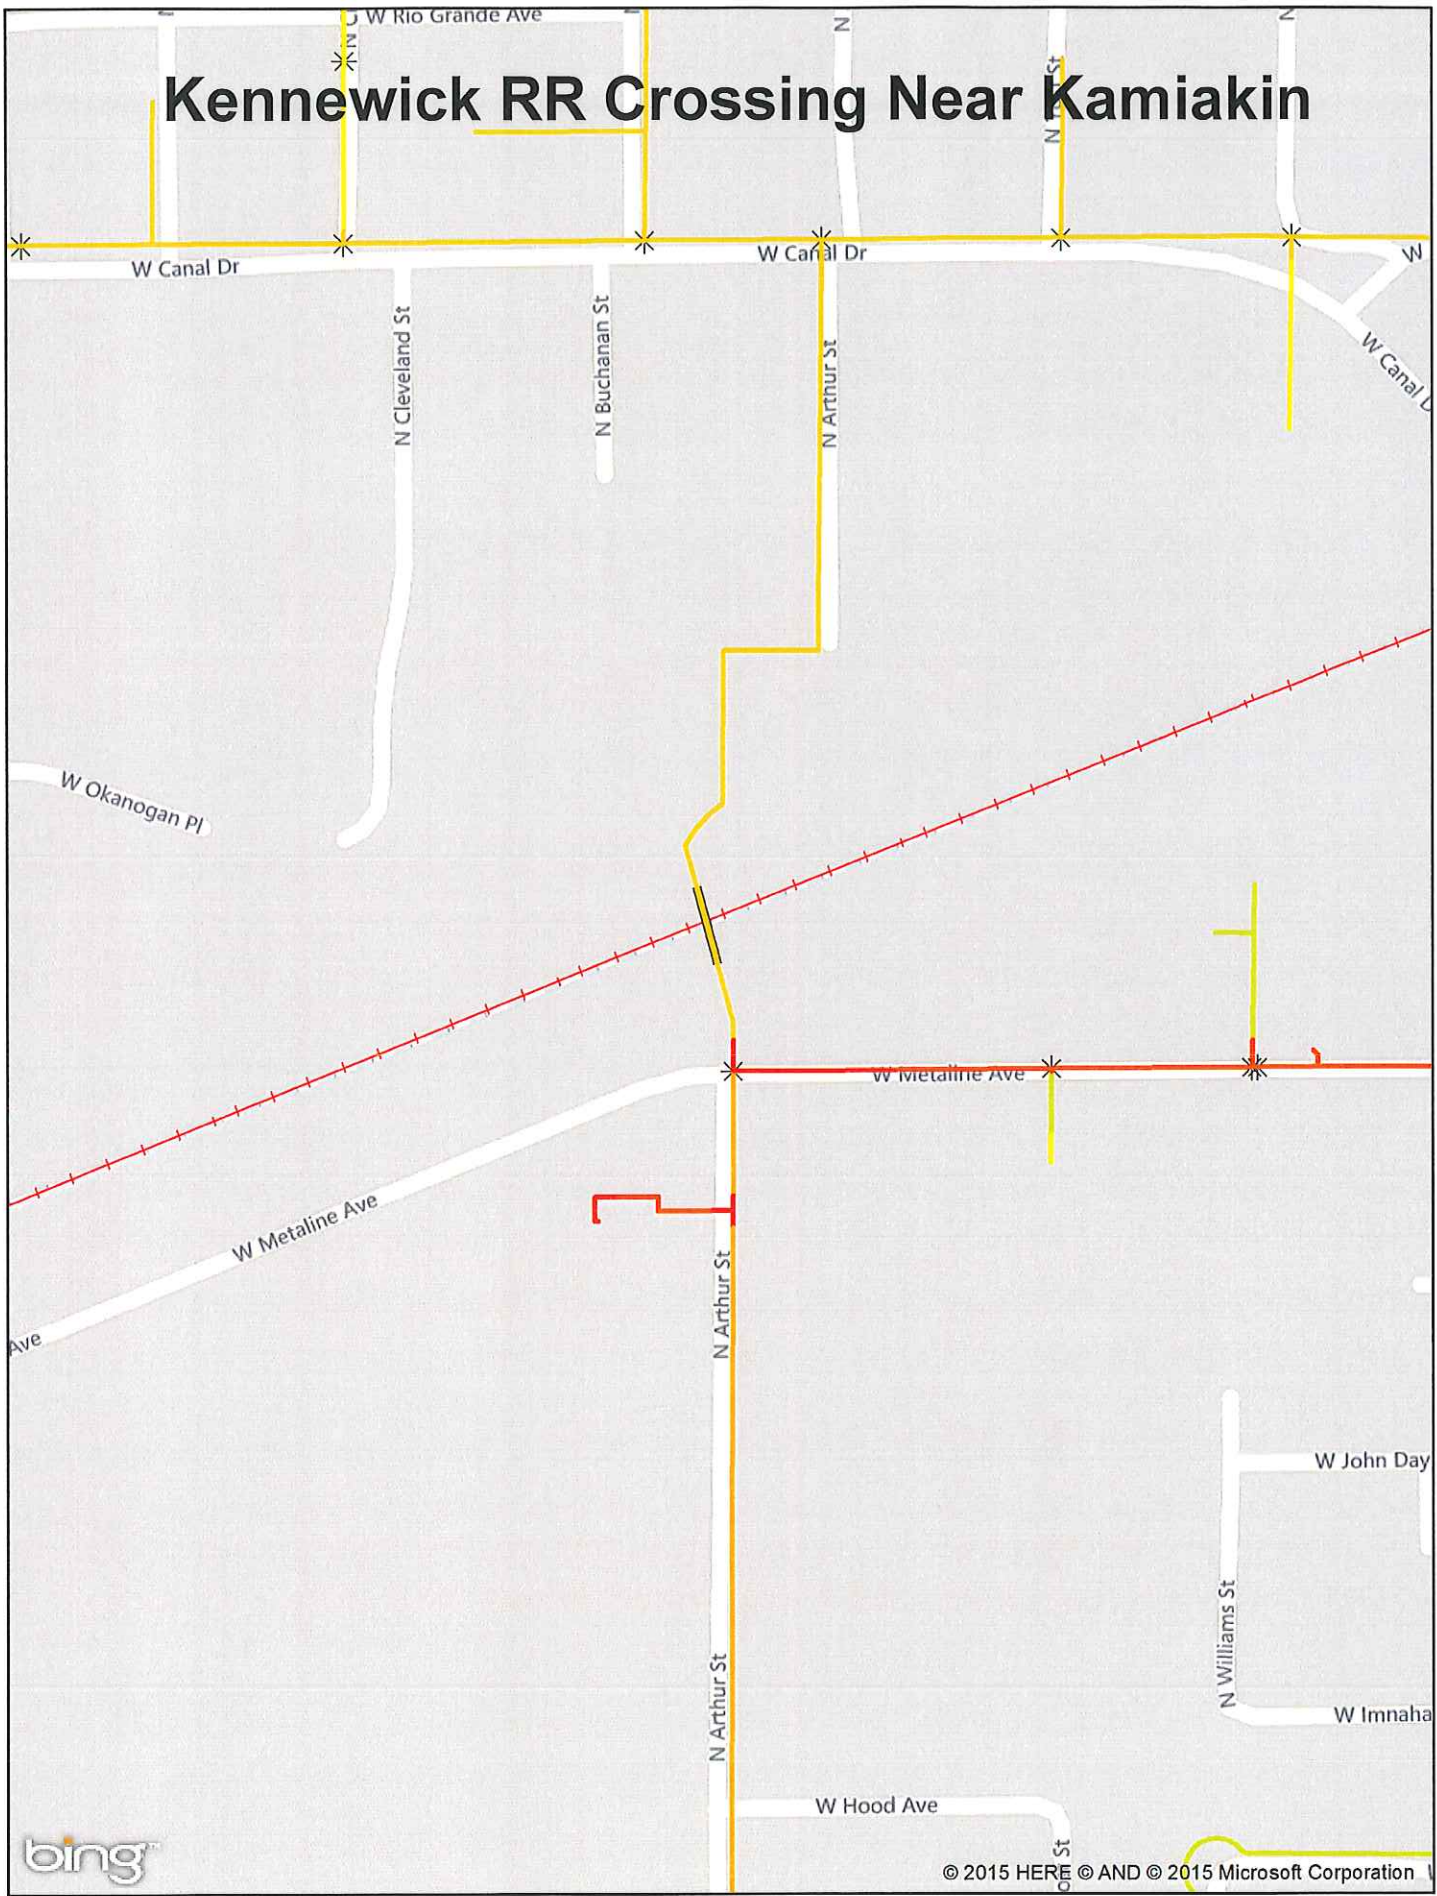 W Rio Grande Ave
Kennewick RR Crossing Near Kamiakin
N
N
N
W Canal Dr
W Canal Dr
W
N Cleveland St
N Buchanan St
N Arthur St
W Canal D
W Okanogan Pl
W Metaline Ave
W Metaline Ave
Ave
N Arthur St
W John Day
N Williams St
N Arthur St
W Imnaha
W Hood Ave
St
bing™
© 2015 HERE © AND © 2015 Microsoft Corporation